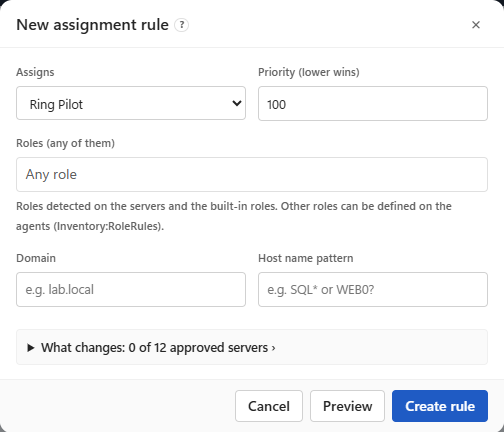 New assignment rule ?
×
Assigns
Priority (lower wins)
Ring Pilot
100
Roles (any of them)
Any role
Roles detected on the servers and the built-in roles. Other roles can be defined on the
agents (Inventory:RoleRules).
Domain
Host name pattern
e.g. lab.local
e.g. SQL* or WEB0?
▶ What changes: 0 of 12 approved servers ›
Cancel
Preview
Create rule